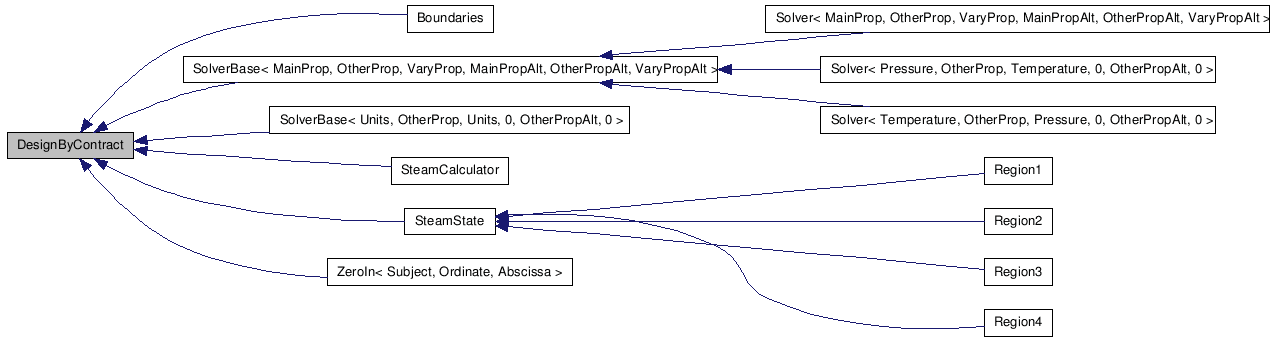 Boundaries
Solver< MainProp, OtherProp, VaryProp, MainPropAlt, OtherPropAlt, VaryPropAlt >
SolverBase< MainProp, OtherProp, VaryProp, MainPropAlt, OtherPropAlt, VaryPropAlt >
Solver< Pressure, OtherProp, Temperature, 0, OtherPropAlt, 0 >
SolverBase< Units, OtherProp, Units, 0, OtherPropAlt, 0 >
Solver< Temperature, OtherProp, Pressure, 0, OtherPropAlt, 0 >
DesignByContract
SteamCalculator
Region1
SteamState
Region2
ZeroIn< Subject, Ordinate, Abscissa >
Region3
Region4